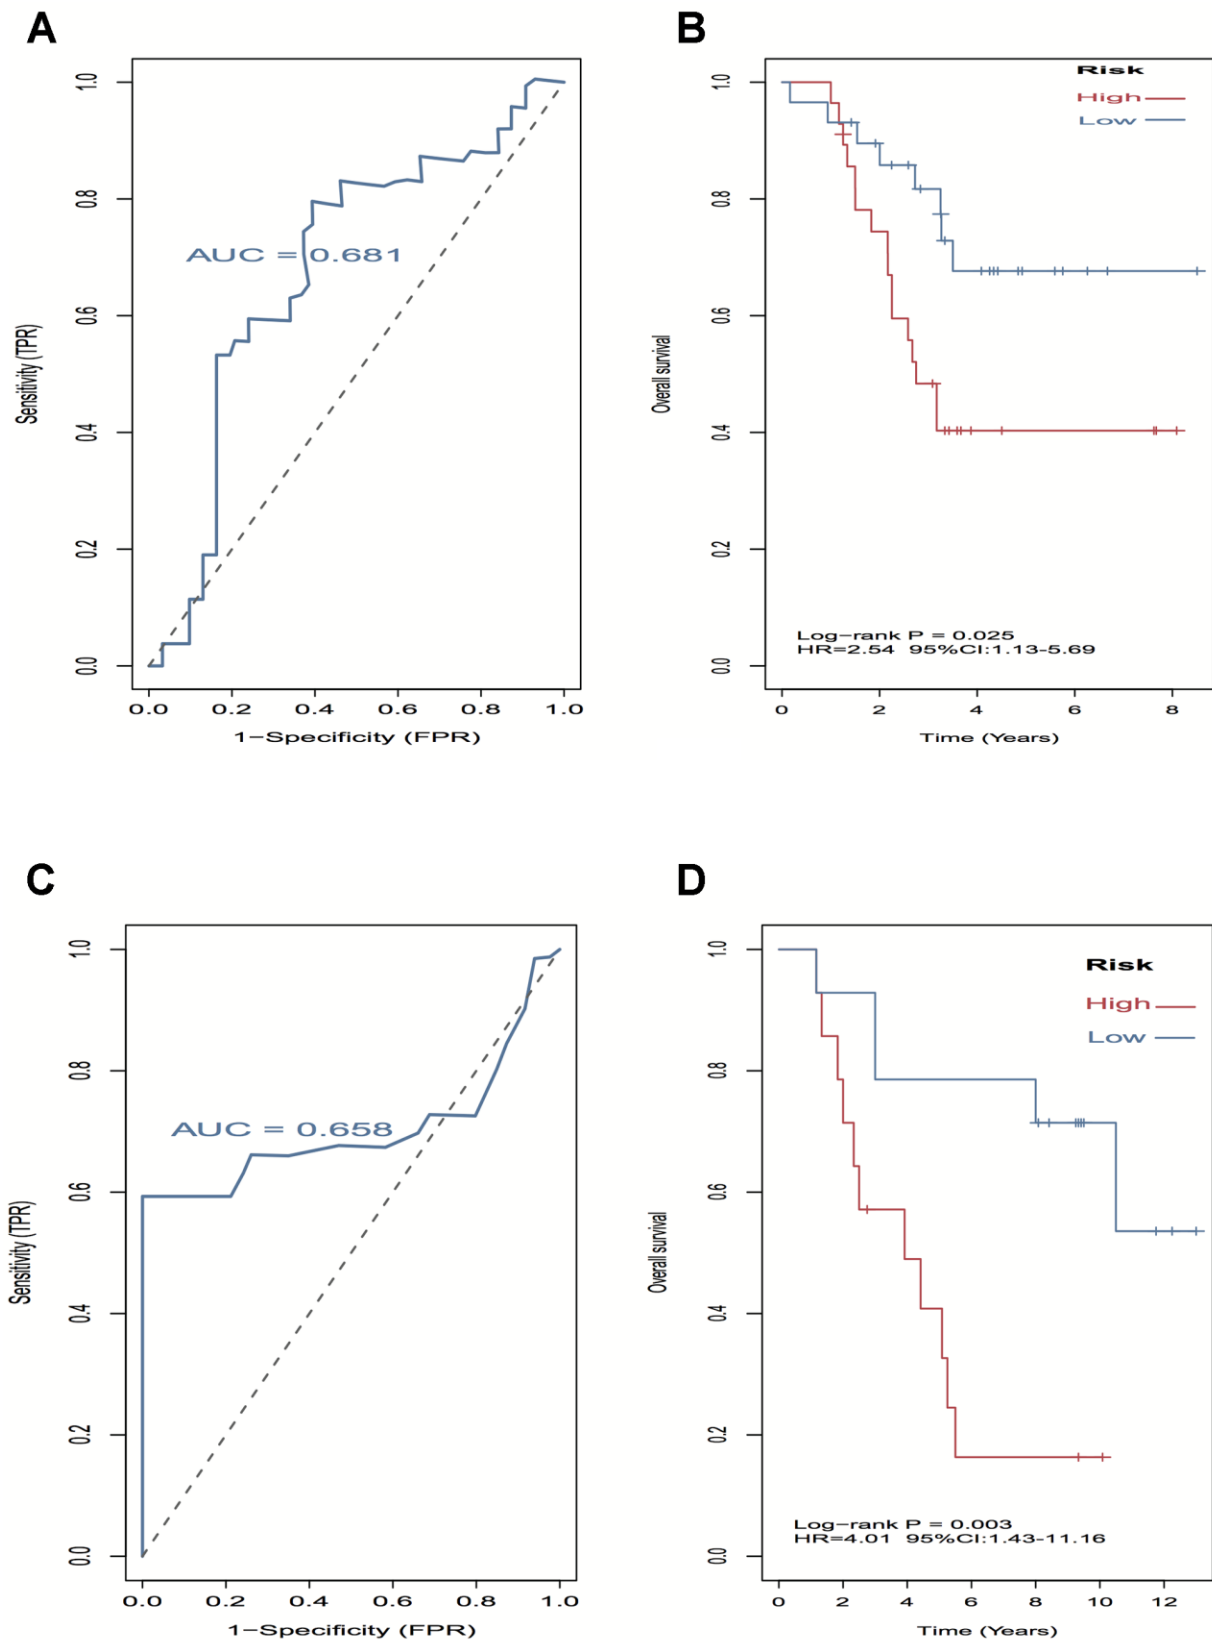 A
Sensitivity (TPR)
1.0
0.8
0.6
0.4
0.2
0.0
AUC = 0.681
0.0 0.2 0.4 0.6 0.8 1.0
1−Specificity (FPR)
B
Overall survival
1.0
0.8
0.6
0.4
0.2
0.0
Risk
High
Low
Log−rank P = 0.025
HR=2.54 95%CI:1.13-5.69
0 2 4 6 8
Time (Years)
C
Sensitivity (TPR)
1.0
0.8
0.6
0.4
0.2
0.0
AUC = 0.658
0.0 0.2 0.4 0.6 0.8 1.0
1−Specificity (FPR)
D
Overall survival
1.0
0.8
0.6
0.4
0.2
0.0
Risk
High
Low
Log−rank P = 0.003
HR=4.01 95%CI:1.43-11.16
0 2 4 6 8 10 12
Time (Years)